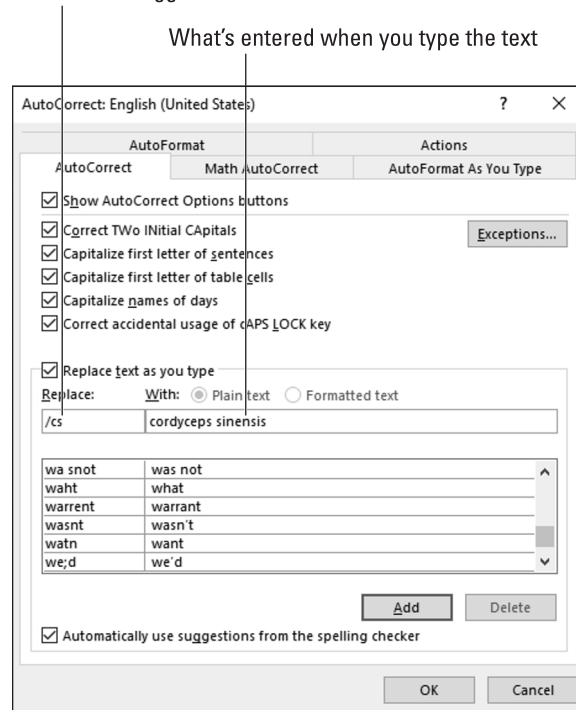 What's entered when you type the text
AutoCorrect: English (United States) ? ×
AutoFormat Actions
AutoCorrect Math AutoCorrect AutoFormat As You Type
Show AutoCorrect Options buttons
Correct TWo INitial CApitals Exceptions...
Capitalize first letter of sentences
Capitalize first letter of table cells
Capitalize names of days
Correct accidental usage of cAPS LOCK key
Replace text as you type
Replace: With: Plain text Formatted text
/cs cordyceps sinensis
wa snot was not
waht what
warrent warrant
wasnt wasn't
watn want
we;d we'd
Add Delete
Automatically use suggestions from the spelling checker
OK Cancel